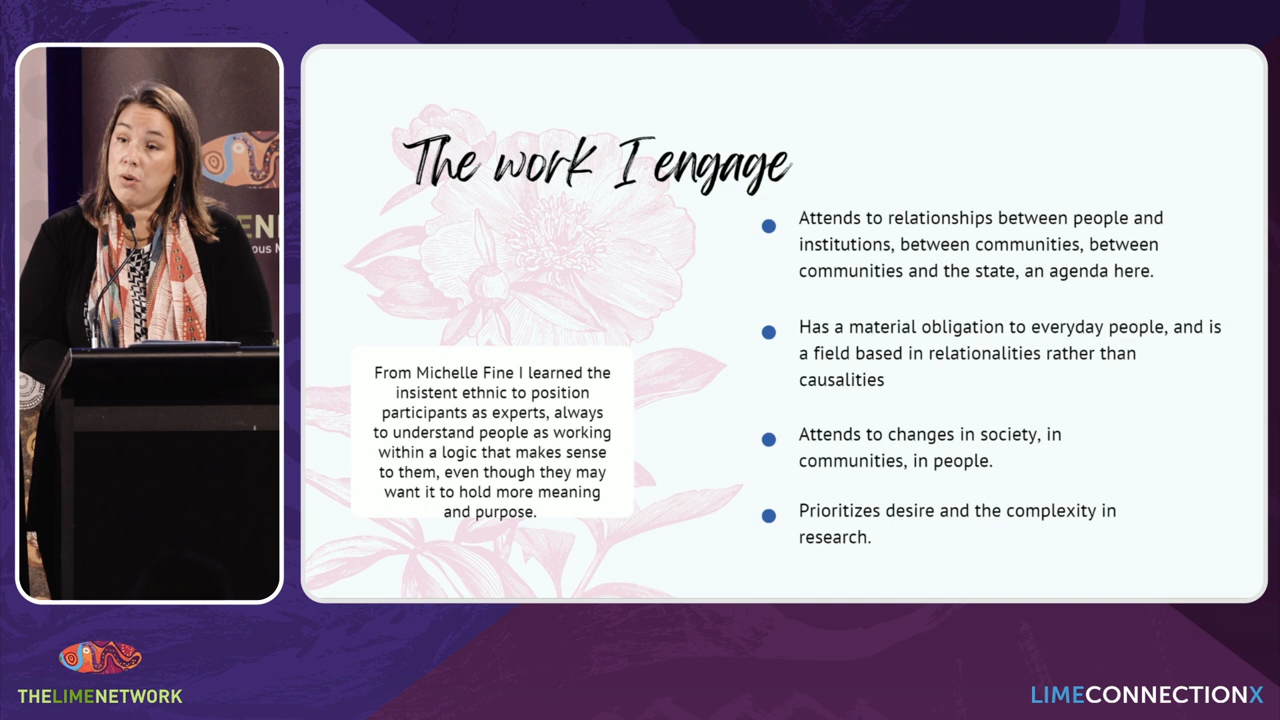 The work I engage
Attends to relationships between people and
institutions, between communities, between
communities and the state, an agenda here.
Has a material obligation to everyday people, and is
a field based in relationalities rather than
causalities
Attends to changes in society, in
communities, in people.
Prioritizes desire and the complexity in
research.
From Michelle Fine I learned the
insistent ethnic to position
participants as experts, always
to understand people as working
within a logic that makes sense
to them, even though they may
want it to hold more meaning
and purpose.
THELIMENETWORK
LIMECONNECTIONX